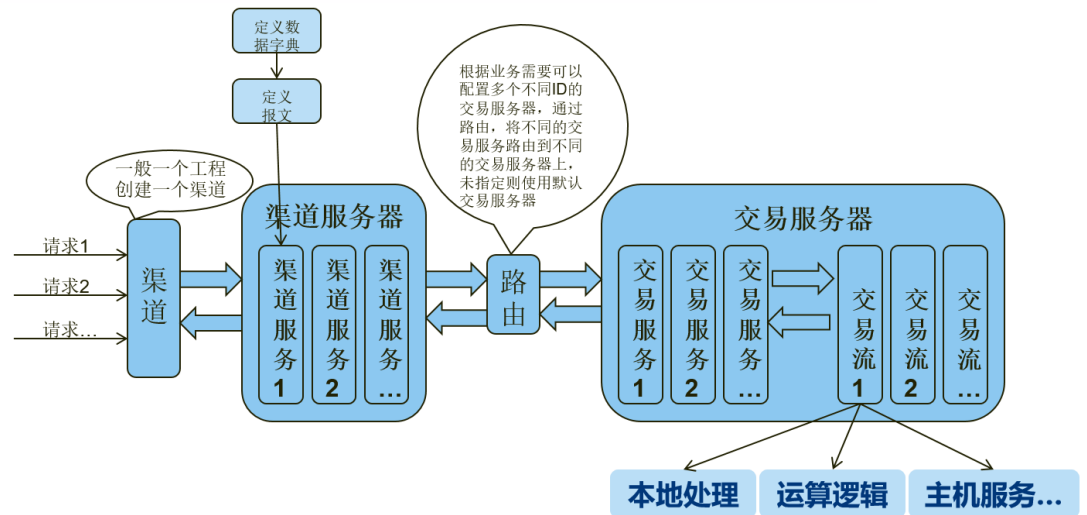 定义数
据字典
定义
报文
一般一个工程
创建一个渠道
根据业务需要可以
配置多个不同ID的
交易服务器，通过
路由，将不同的交
易服务路由到不同
的交易服务器上，
未指定则使用默认
交易服务器
请求1
请求2
请求...
渠道
渠道服务器
渠道服务1
渠道服务2
渠道服务...
路由
交易服务器
交易服务1
交易服务2
交易服务...
交易流1
交易流2
交易流...
本地处理
运算逻辑
主机服务...